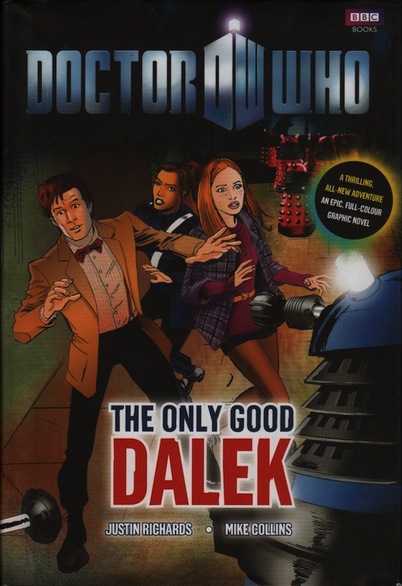 BBC
BOOKS
DOCTOR DW WHO
A THRILLING,
ALL-NEW ADVENTURE
AN EPIC, FULL-COLOUR
GRAPHIC NOVEL
THE ONLY GOOD
DALEK
JUSTIN RICHARDS • MIKE COLLINS